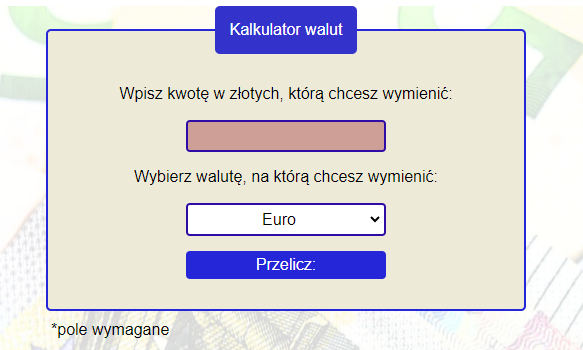 Kalkulator walut
Wpisz kwotę w złotych, którą chcesz wymienić:
Wybierz walutę, na którą chcesz wymienić:
Euro
Przelicz:
*pole wymagane